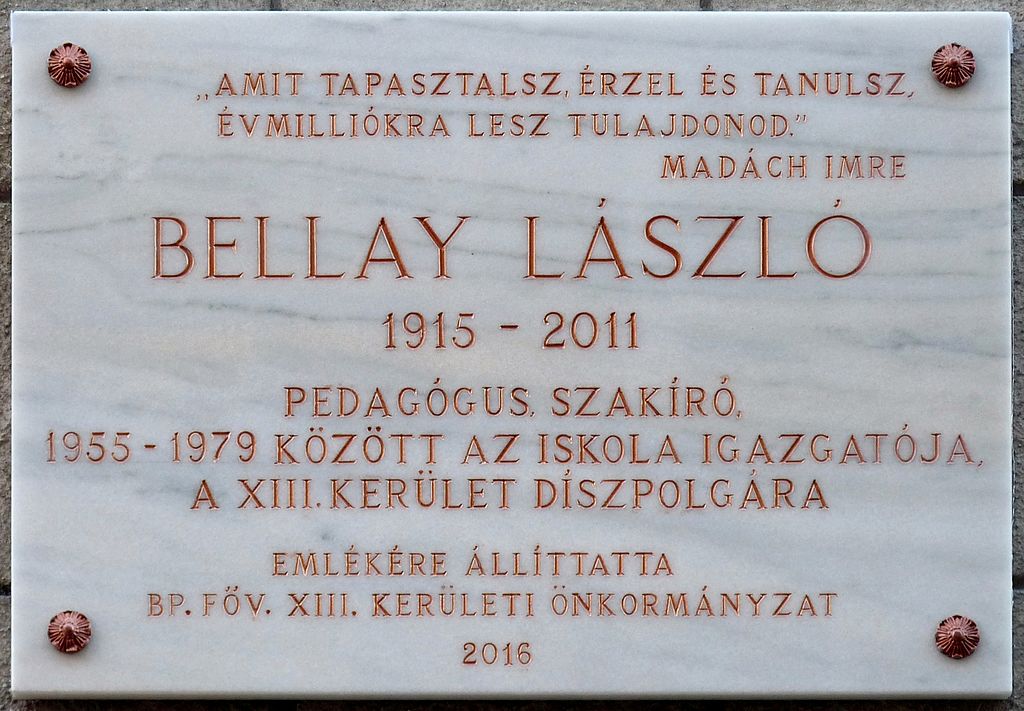 „AMIT TAPASZTALSZ, ÉRZEL ÉS TANULSZ,
ÉVMILLIÓKRA LESZ TULAJDONOD.”
MADÁCH IMRE
BELLAY LÁSZLÓ
1915 - 2011
PEDAGÓGUS, SZAKÍRÓ,
1955 - 1979 KÖZÖTT AZ ISKOLA IGAZGATÓJA,
A XIII. KERÜLET DÍSZPOLGÁRA
EMLÉKÉRE ÁLLÍTTATTA
BP. FŐV. XIII. KERÜLETI ÖNKORMÁNYZAT
2016